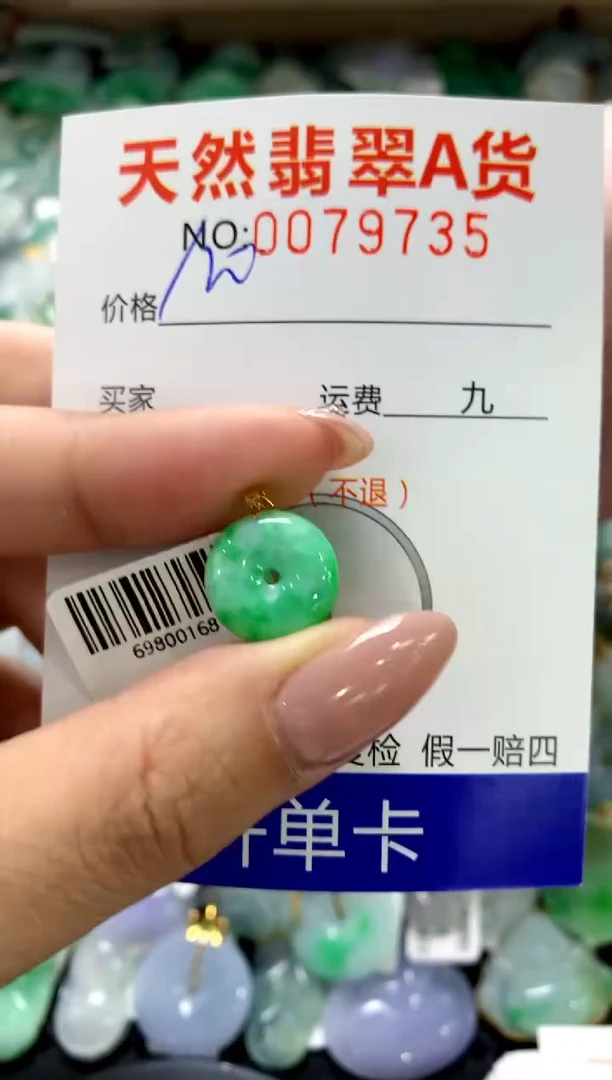 天然翡翠A货
NO:0079735
价格
买家 运费 九
(不退)
69800168
检 假一赔四
单卡